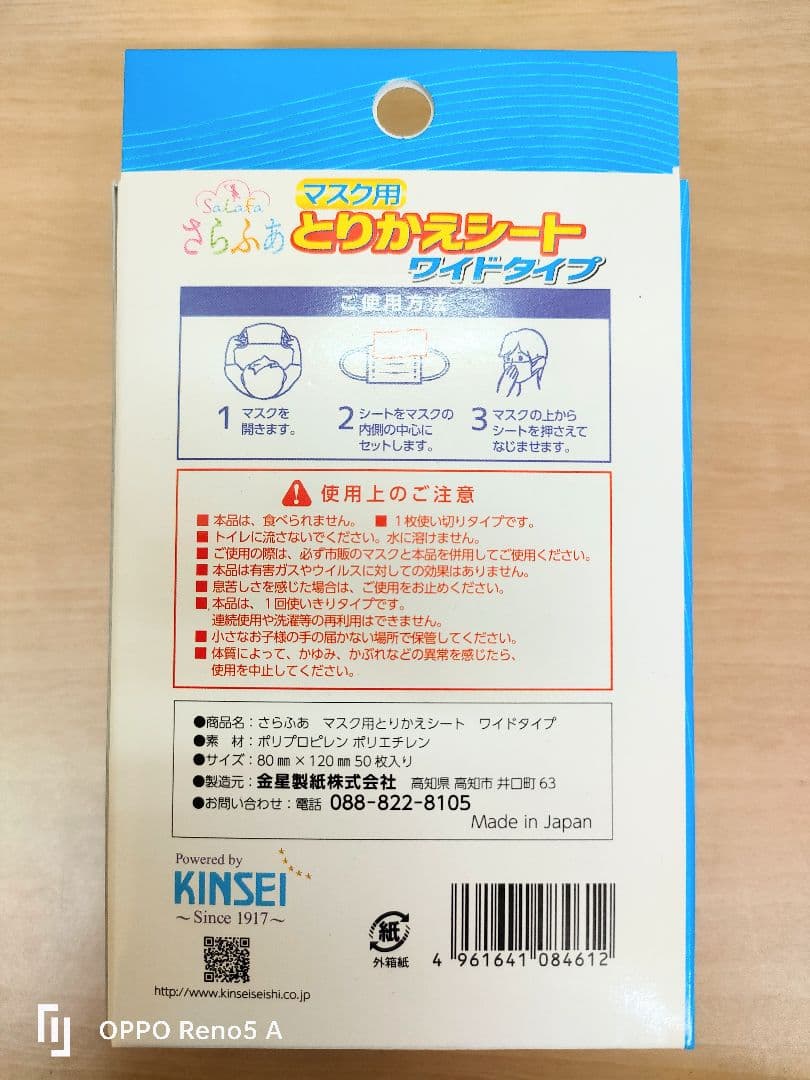 SaLaFa
さらふあ
マスク用
とりかえシート
ワイドタイプ
ご使用方法
1 マスクを
開きます。
2 シートをマスクの
内側の中心に
セットします。
3 マスクの上から
シートを押さえて
なじませます。
使用上のご注意
■ 本品は、食べられません。 ■ 1枚使い切りタイプです。
■ トイレに流さないでください。水に溶けません。
■ ご使用の際は、必ず市販のマスクと本品を併用してご使用ください。
■ 本品は有害ガスやウイルスに対しての効果はありません。
■ 息苦しさを感じた場合は、ご使用をお止めください。
■ 本品は、1回使いきりタイプです。
連続使用や洗濯等の再利用はできません。
■ 小さなお子様の手の届かない場所で保管してください。
■ 体質によって、かゆみ、かぶれなどの異常を感じたら、
使用を中止してください。
●商品名:さらふあ マスク用とりかえシート ワイドタイプ
●素 材:ポリプロピレン ポリエチレン
●サイズ:80㎜×120㎜ 50枚入り
●製造元:金星製紙株式会社 高知県 高知市 井口町 63
●お問い合わせ:電話 088-822-8105
Made in Japan
Powered by
KINSEI
~Since 1917~
http://www.kinseiseishi.co.jp
紙
外箱紙
4 961641 084612
OPPO Reno5 A